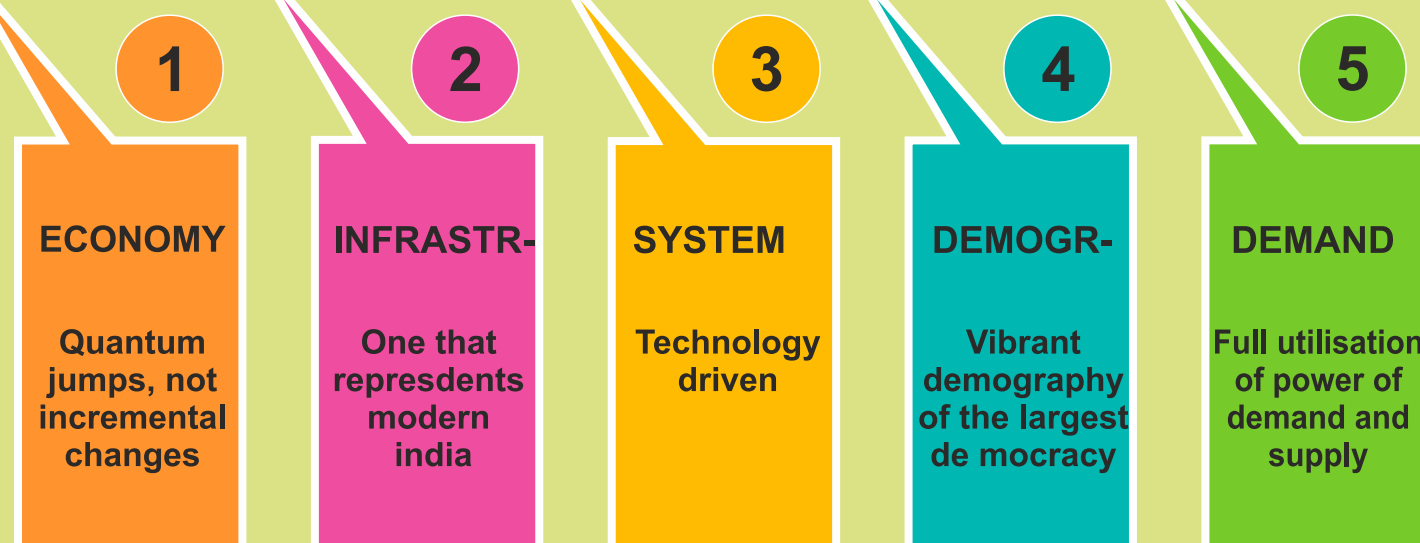 1
ECONOMY
Quantum
jumps, not
incremental
changes
2
INFRASTR-
One that
represdents
modern
india
3
SYSTEM
Technology
driven
4
DEMOGR-
Vibrant
demography
of the largest
de mocracy
5
DEMAND
Full utilisation
of power of
demand and
supply